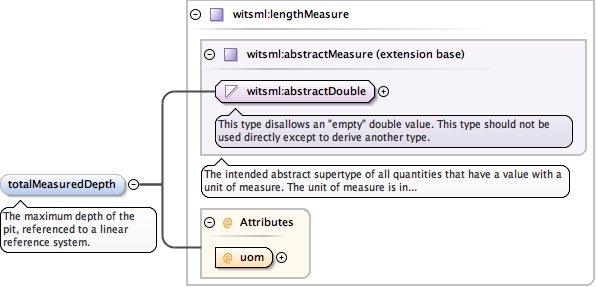 witsml:lengthMeasure
witsml:abstractMeasure (extension base)
witsml:abstractDouble
This type disallows an "empty" double value. This type should not be
used directly except to derive another type.
totalMeasuredDepth
The maximum depth of the
pit, referenced to a linear
reference system.
The intended abstract supertype of all quantities that have a value with a
unit of measure. The unit of measure is in...
@ Attributes
@ uom